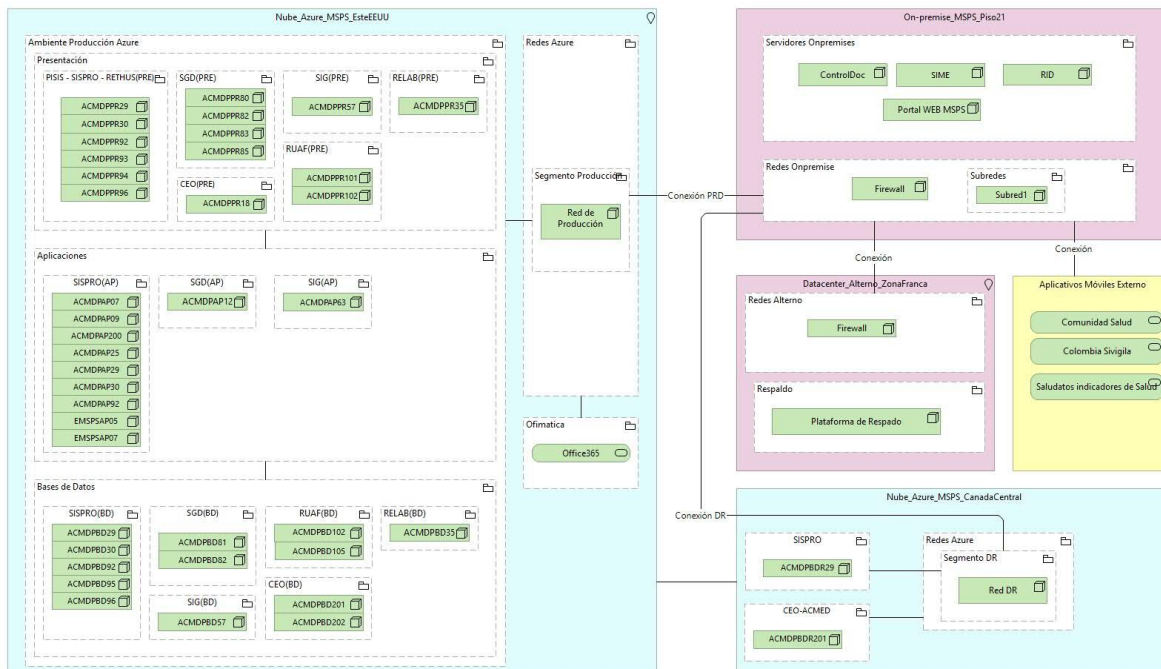 Nube_Azure_MSPS_EsteEEUU
Ambiente Producción Azure
Presentación
PISIS - SISPRO - RETHUS(PRE)
ACMDPPR29
ACMDPPR30
ACMDPPR92
ACMDPPR93
ACMDPPR94
ACMDPPR96
SGD(PRE)
ACMDPPR80
ACMDPPR82
ACMDPPR83
ACMDPPR85
CEO(PRE)
ACMDPPR18
SIG(PRE)
ACMDPPR57
RUAF(PRE)
ACMDPPR101
ACMDPPR102
RELAB(PRE)
ACMDPPR35
Aplicaciones
SISPRO(AP)
ACMDPAP07
ACMDPAP09
ACMDPAP200
ACMDPAP25
ACMDPAP29
ACMDPAP30
ACMDPAP92
EMSPSAP05
EMSPSAP07
SGD(AP)
ACMDPAP12
SIG(AP)
ACMDPAP63
Bases de Datos
SISPRO(BD)
ACMDPBD29
ACMDPBD30
ACMDPBD92
ACMDPBD95
ACMDPBD96
SGD(BD)
ACMDPBD81
ACMDPBD82
SIG(BD)
ACMDPBD57
RUAF(BD)
ACMDPBD102
ACMDPBD105
CEO(BD)
ACMDPBD201
ACMDPBD202
RELAB(BD)
ACMDPBD35
Redes Azure
Segmento Producción
Red de
Producción
Ofimatica
Office365
Conexión PRD
Conexión DR
On-premise_MSPS_Piso21
Servidores Onpremises
ControlDoc
SIME
RID
Portal WEB MSPS
Redes Onpremise
Firewall
Subredes
Subred1
Conexión
Conexión
Datacenter_Alterno_ZonaFranca
Redes Alterno
Firewall
Respaldo
Plataforma de Respado
Aplicativos Móviles Externo
Comunidad Salud
Colombia Sivigila
Saludatos indicadores de Salud
Nube_Azure_MSPS_CanadaCentral
SISPRO
ACMDPBDR29
CEO-ACMED
ACMDPBDR201
Redes Azure
Segmento DR
Red DR